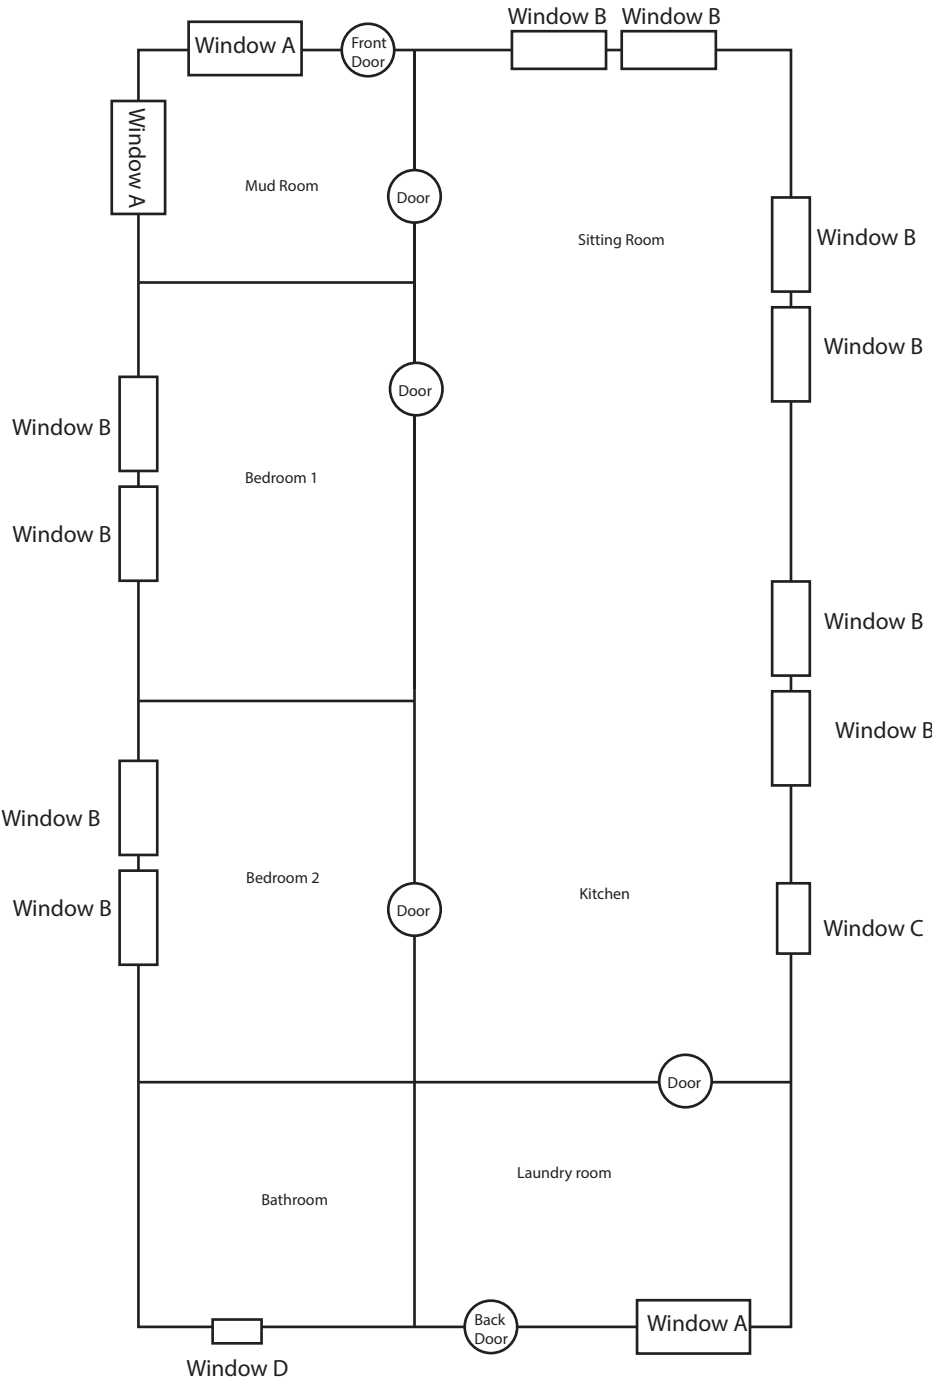 Window B
Window B
Window A
Front
Door
Window A
Mud Room
Door
Sitting Room
Window B
Window B
Door
Window B
Bedroom 1
Window B
Window B
Window B
Window B
Bedroom 2
Kitchen
Window B
Door
Window C
Door
Laundry room
Bathroom
Back
Door
Window A
Window D